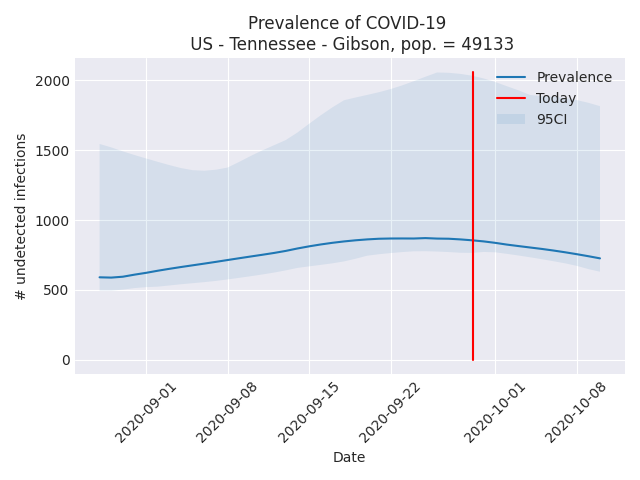 Prevalence of COVID-19
US - Tennessee - Gibson, pop. = 49133
Prevalence
Today
95CI
# undetected infections
2000
1500
1000
500
0
2020-09-01
2020-09-08
2020-09-15
2020-09-22
2020-10-01
2020-10-08
Date